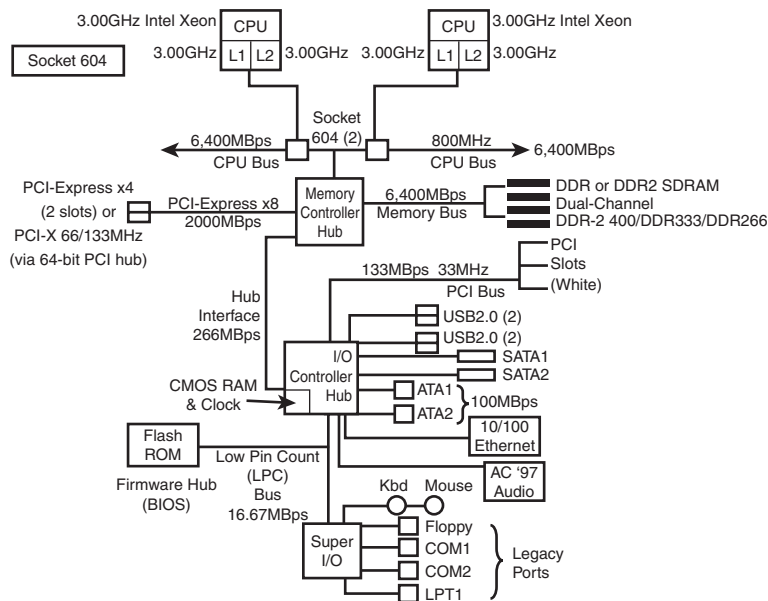 3.00GHz Intel Xeon
CPU
3.00GHz Intel Xeon
CPU
3.00GHz
L1
L2
3.00GHz
3.00GHz
L1
L2
3.00GHz
Socket 604
Socket
604 (2)
6,400MBps
CPU Bus
800MHz
CPU Bus
6,400MBps
PCI-Express x4
(2 slots) or
PCI-X 66/133MHz
(via 64-bit PCI hub)
PCI-Express x8
2000MBps
Memory
Controller
Hub
6,400MBps
Memory Bus
DDR or DDR2 SDRAM
Dual-Channel
DDR-2 400/DDR333/DDR266
133MBps 33MHz
PCI Bus
PCI
Slots
(White)
Hub
Interface
266MBps
USB2.0 (2)
USB2.0 (2)
I/O
Controller
Hub
SATA1
SATA2
CMOS RAM
& Clock
ATA1
ATA2
100MBps
10/100
Ethernet
Flash
ROM
Firmware Hub
(BIOS)
Low Pin Count
(LPC)
Bus
16.67MBps
AC '97
Audio
Kbd
Mouse
Super
I/O
Floppy
COM1
COM2
LPT1
Legacy
Ports